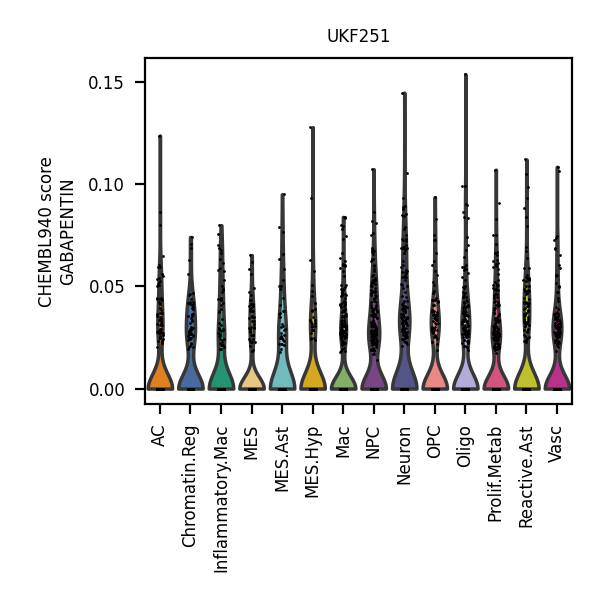 UKF251
CHEMBL940 score
GABAPENTIN
0.15
0.10
0.05
0.00
AC
Chromatin.Reg
Inflammatory.Mac
MES
MES.Ast
MES.Hyp
Mac
NPC
Neuron
OPC
Oligo
Prolif.Metab
Reactive.Ast
Vasc